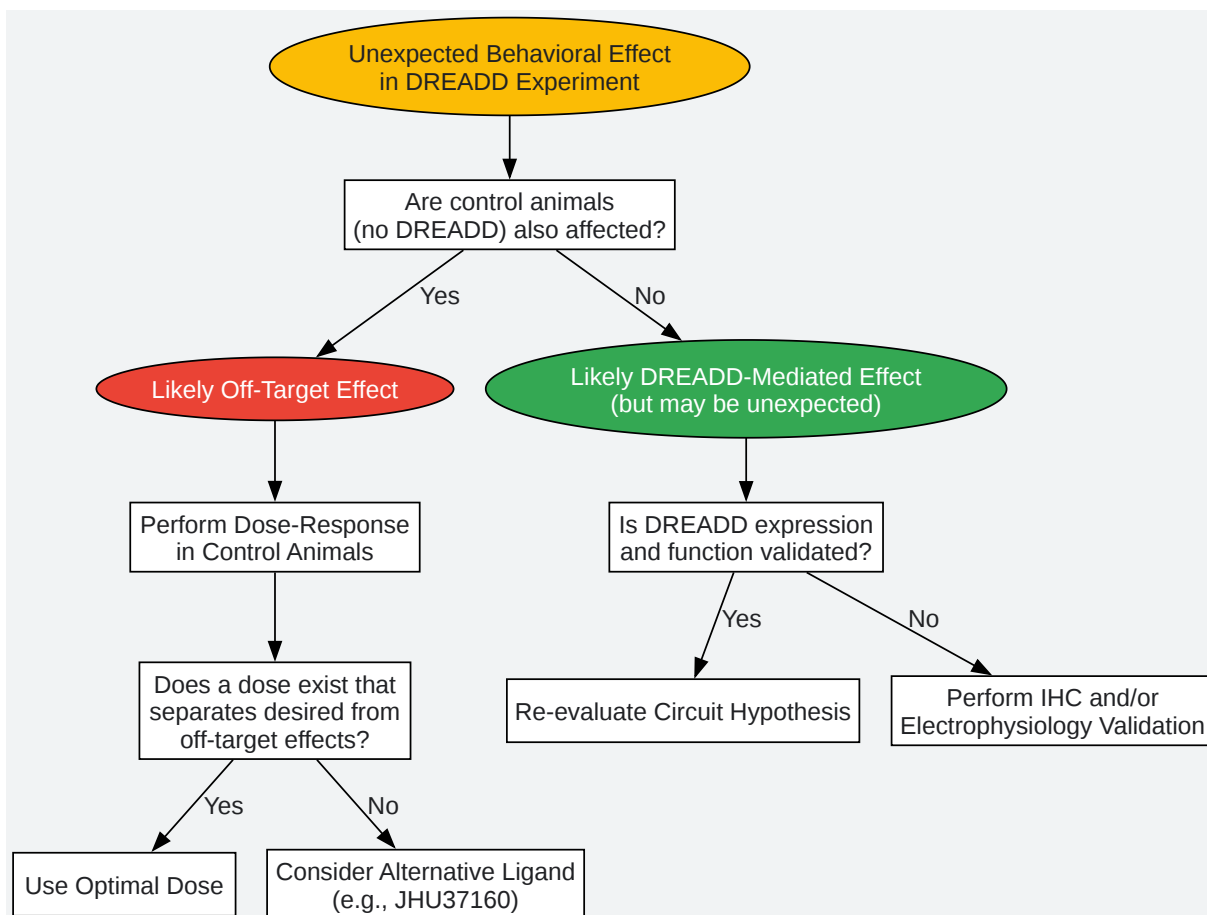 Unexpected Behavioral Effect
in DREADD Experiment
Are control animals
(no DREADD) also affected?
Yes
No
Likely Off-Target Effect
Likely DREADD-Mediated Effect
(but may be unexpected)
Perform Dose-Response
in Control Animals
Is DREADD expression
and function validated?
Yes
No
Does a dose exist that
separates desired from
off-target effects?
Re-evaluate Circuit Hypothesis
Perform IHC and/or
Electrophysiology Validation
Yes
No
Use Optimal Dose
Consider Alternative Ligand
(e.g., JHU37160)